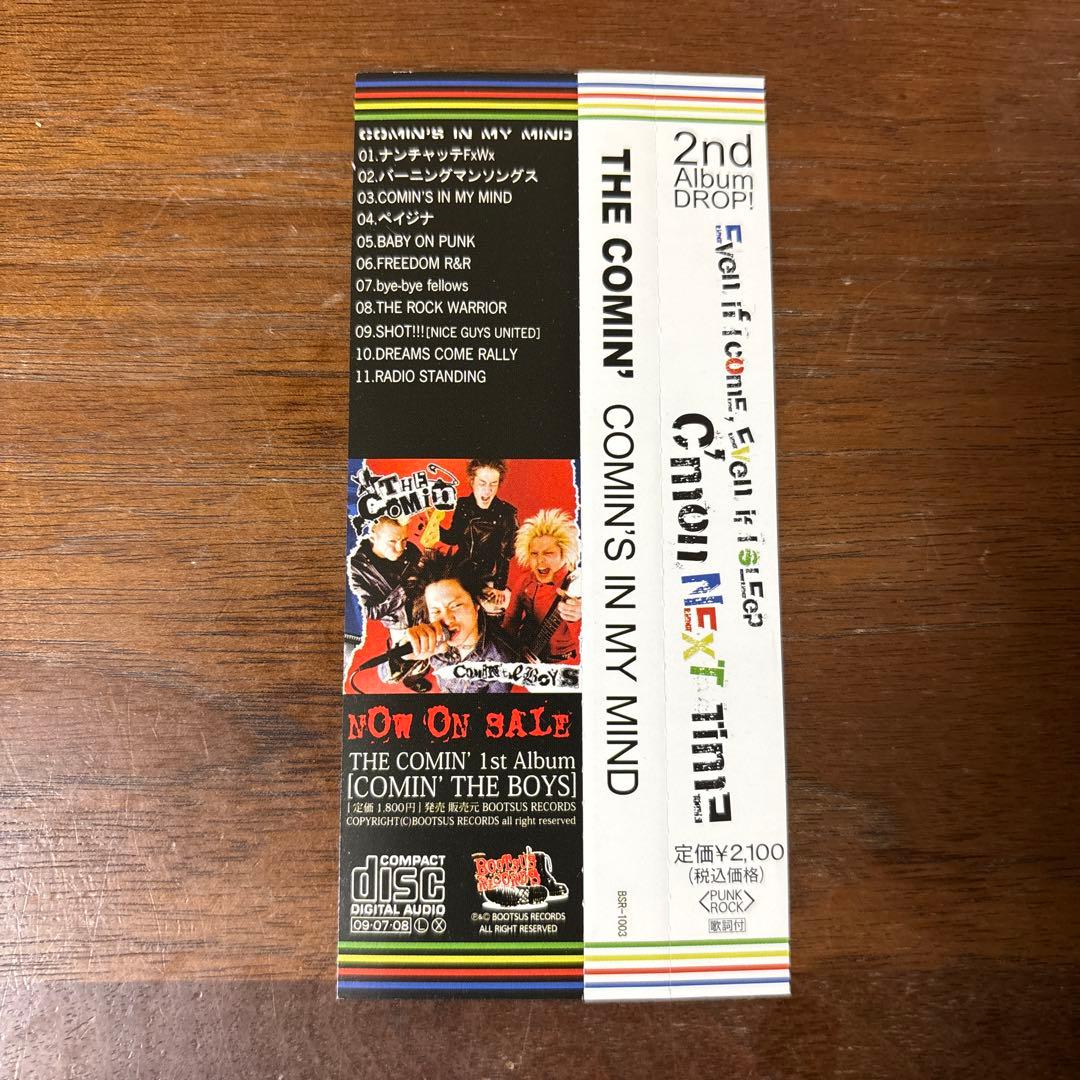 COMIN'S IN MY MIND
01.ナンチャッテFxWx
02.バーニングマンソングス
03.COMIN'S IN MY MIND
04.ペイジナ
05.BABY ON PUNK
06.FREEDOM R&R
07.bye-bye fellows
08.THE ROCK WARRIOR
09.SHOT!!![NICE GUYS UNITED]
10.DREAMS COME RALLY
11.RADIO STANDING
THE
COMIN
COMIN' tHE BOYS
NOW ON SALE
THE COMIN' 1st Album
[COMIN' THE BOYS]
[定価 1,800円] 発売 販売元 BOOTSUS RECORDS
COPYRIGHT(C)BOOTSUS RECORDS all right reserved
COMPACT
disc
DIGITAL AUDIO
09・07・08 L X
BOOTSUS
RECORDS
℗&© BOOTSUS RECORDS
ALL RIGHT RESERVED
THE COMIN' COMIN'S IN MY MIND
BSR-1003
2nd
Album
DROP!
Even if i comE, EVen if i sLEep
C'mon NEXT Time
定価¥2,100
(税込価格)
<PUNK ROCK>
歌詞付